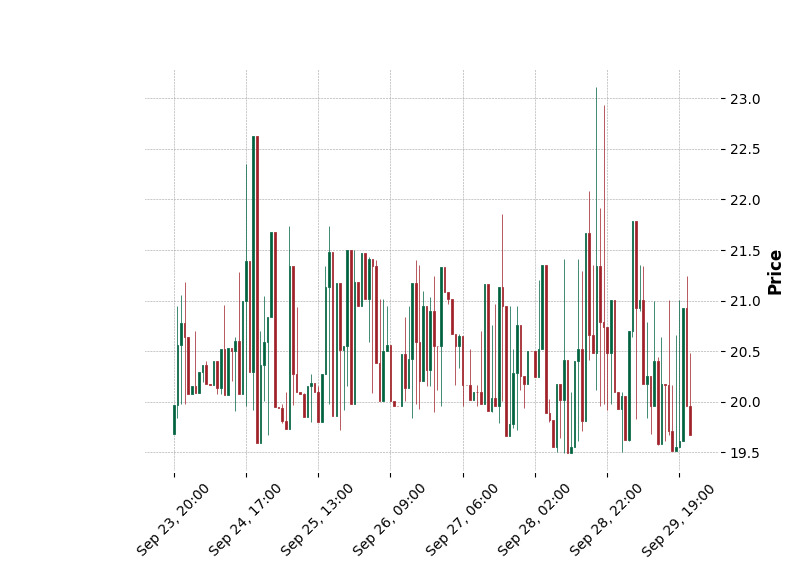 23.0
22.5
22.0
21.5
21.0
20.5
20.0
19.5
Price
Sep 23, 20:00
Sep 24, 17:00
Sep 25, 13:00
Sep 26, 09:00
Sep 27, 06:00
Sep 28, 02:00
Sep 28, 22:00
Sep 29, 19:00